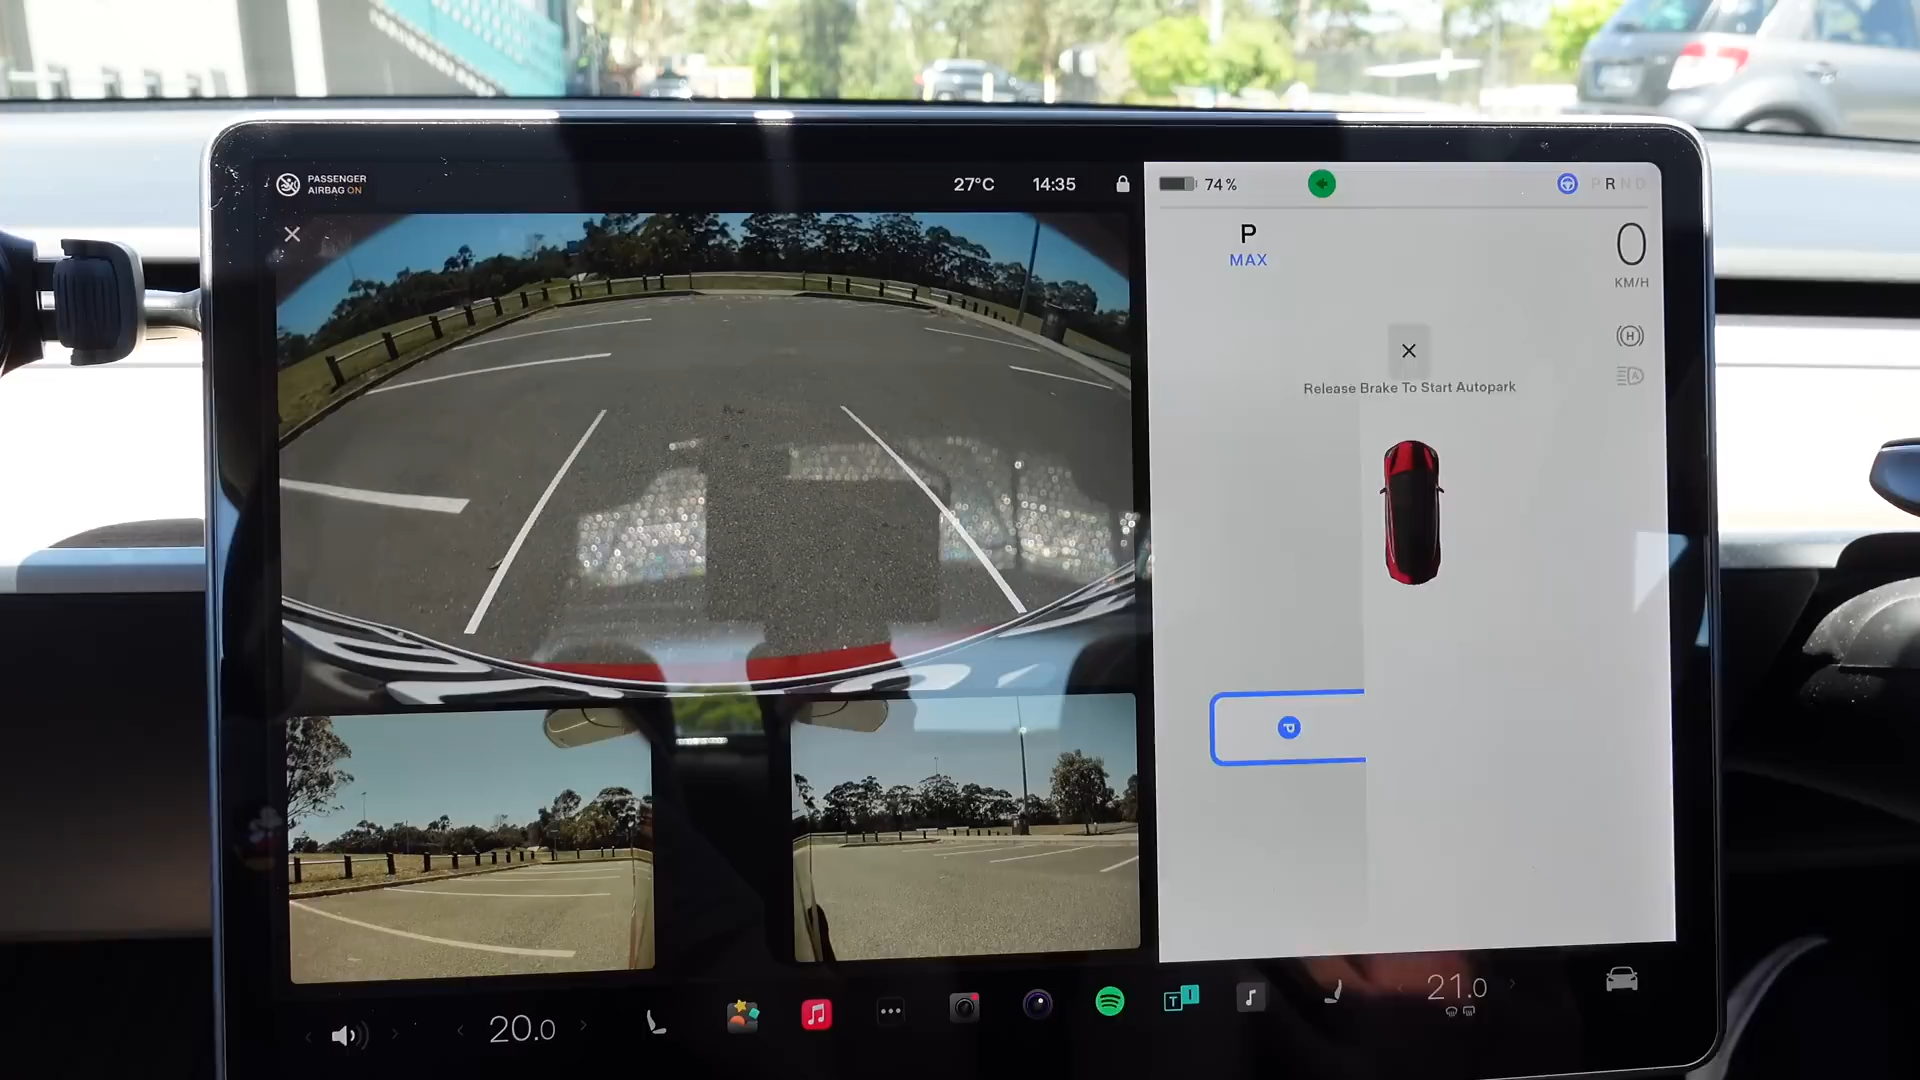 PASSENGER
AIRBAG ON
27°C
14:35
74%
P R N D
P
MAX
0
KM/H
H
A
Release Brake To Start Autopark
P
20.0
T I
21.0